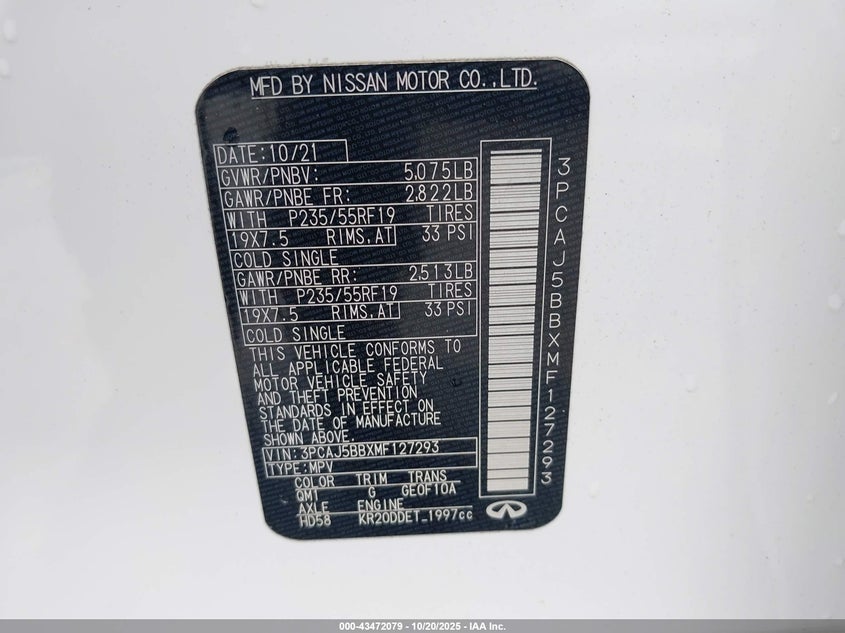 MFD BY NISSAN MOTOR CO.,LTD.
DATE:10/21
GVWR/PNBV: 5.075LB
GAWR/PNBE FR: 2.822LB
WITH P235/55RF19 TIRES
19X7.5 RIMS,AT 33 PSI
COLD SINGLE
GAWR/PNBE RR: 2.513LB
WITH P235/55RF19 TIRES
19X7.5 RIMS,AT 33 PSI
COLD SINGLE
THIS VEHICLE CONFORMS TO
ALL APPLICABLE FEDERAL
MOTOR VEHICLE SAFETY
AND THEFT PREVENTION
STANDARDS IN EFFECT ON
THE DATE OF MANUFACTURE
SHOWN ABOVE.
VIN:3PCAJ5BBXMF127293
TYPE:MPV
COLOR TRIM TRANS
QM1 G GE0F10A
AXLE ENGINE
HD58 KR20DDET_1997cc
3PCAJ5BBXMF127293
000-43472079 - 10/20/2025 - IAA Inc.